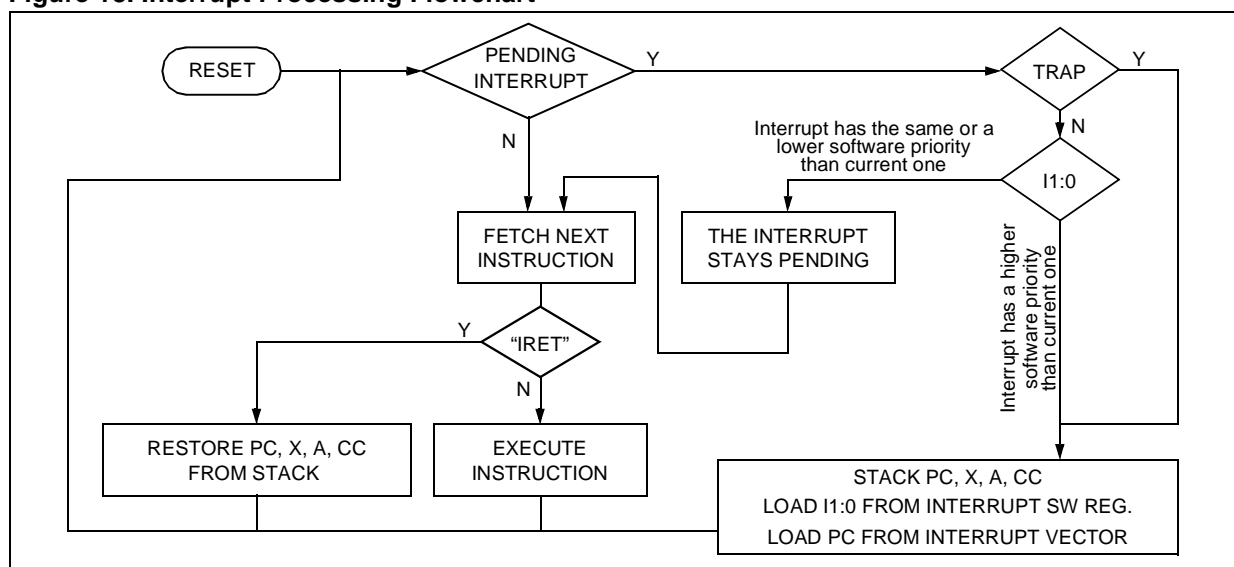 Interrupt Processing Flowchart
RESET
PENDING
INTERRUPT
Y
TRAP
Y
N
N
Interrupt has the same or a
lower software priority
than current one
I1:0
FETCH NEXT
INSTRUCTION
THE INTERRUPT
STAYS PENDING
Interrupt has a higher
software priority
than current one
Y
“IRET”
N
RESTORE PC, X, A, CC
FROM STACK
EXECUTE
INSTRUCTION
STACK PC, X, A, CC
LOAD I1:0 FROM INTERRUPT SW REG.
LOAD PC FROM INTERRUPT VECTOR